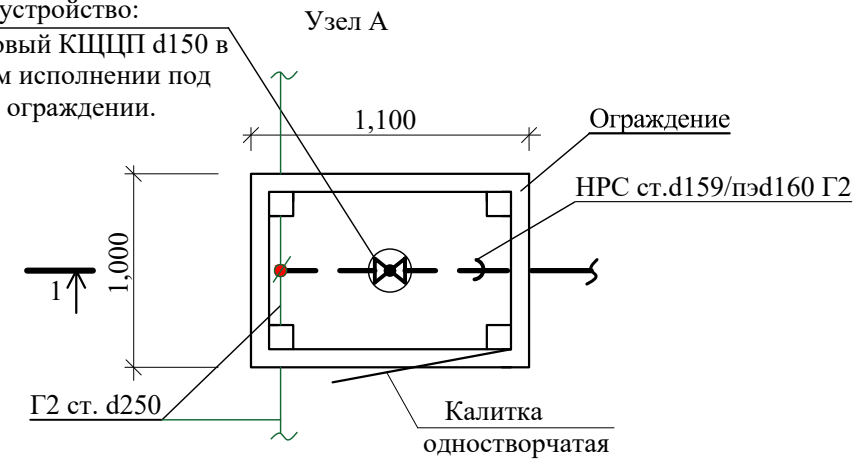 устройство:
Узел А
КЩЦП d150 в
исполнении под
ограждении.
1,100
Ограждение
НРС ст.d159/пэd160 Г2
1,000
1
Г2 ст. d250
Калитка
одностворчатая